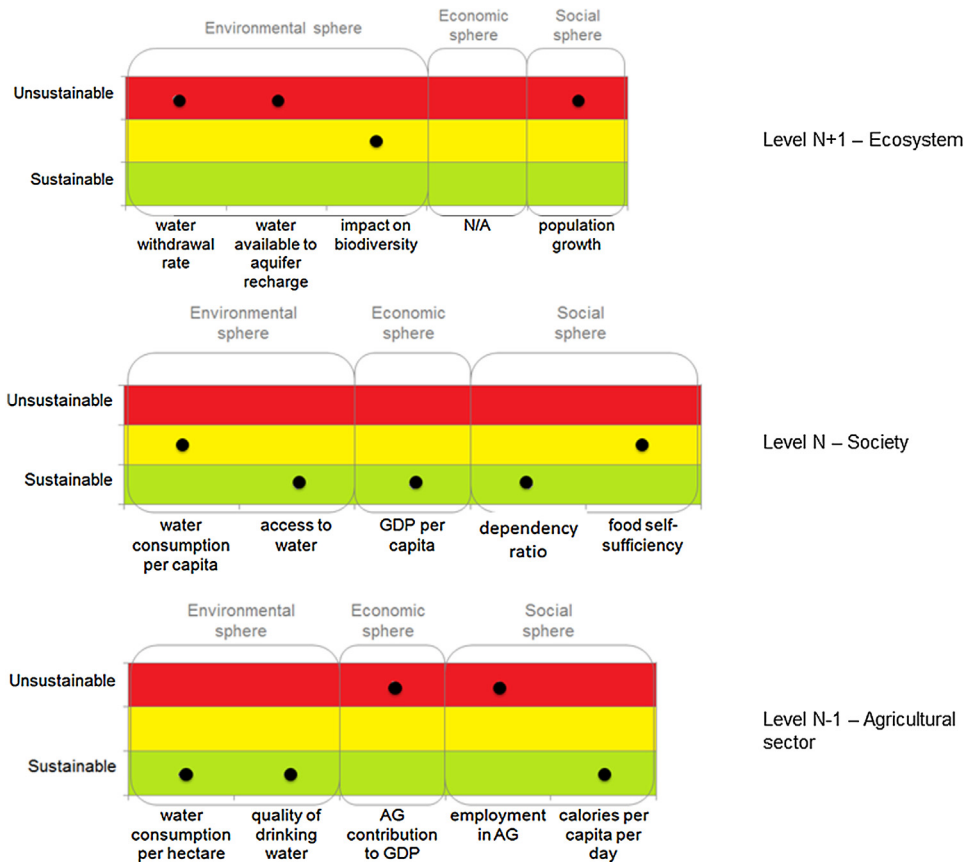 Environmental sphere
Economic
sphere
Social
sphere
Unsustainable
Sustainable
water
withdrawal
rate
water
available to
aquifer
recharge
impact on
biodiversity
N/A
population
growth
Level N+1 – Ecosystem
Environmental
sphere
Economic
sphere
Social
sphere
Unsustainable
Sustainable
water
consumption
per capita
access to
water
GDP per
capita
dependency
ratio
food self-
sufficiency
Level N – Society
Environmental
sphere
Economic
sphere
Social
sphere
Unsustainable
Sustainable
water
consumption
per hectare
quality of
drinking
water
AG
contribution
to GDP
employment
in AG
calories per
capita per
day
Level N-1 – Agricultural
sector